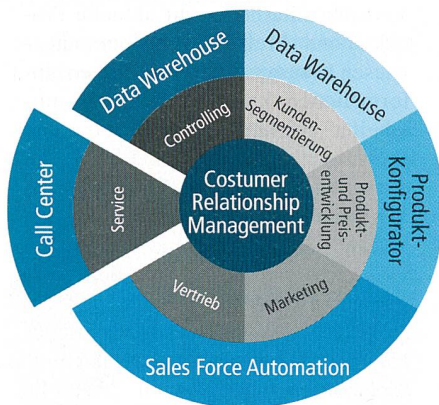 Data Warehouse
Data Warehouse
Controlling
Kunden-
Segmentierung
Call Center
Service
Costumer
Relationship
Management
Produkt-
und Preis-
entwicklung
Produkt-
Konfigurator
Vertrieb
Marketing
Sales Force Automation